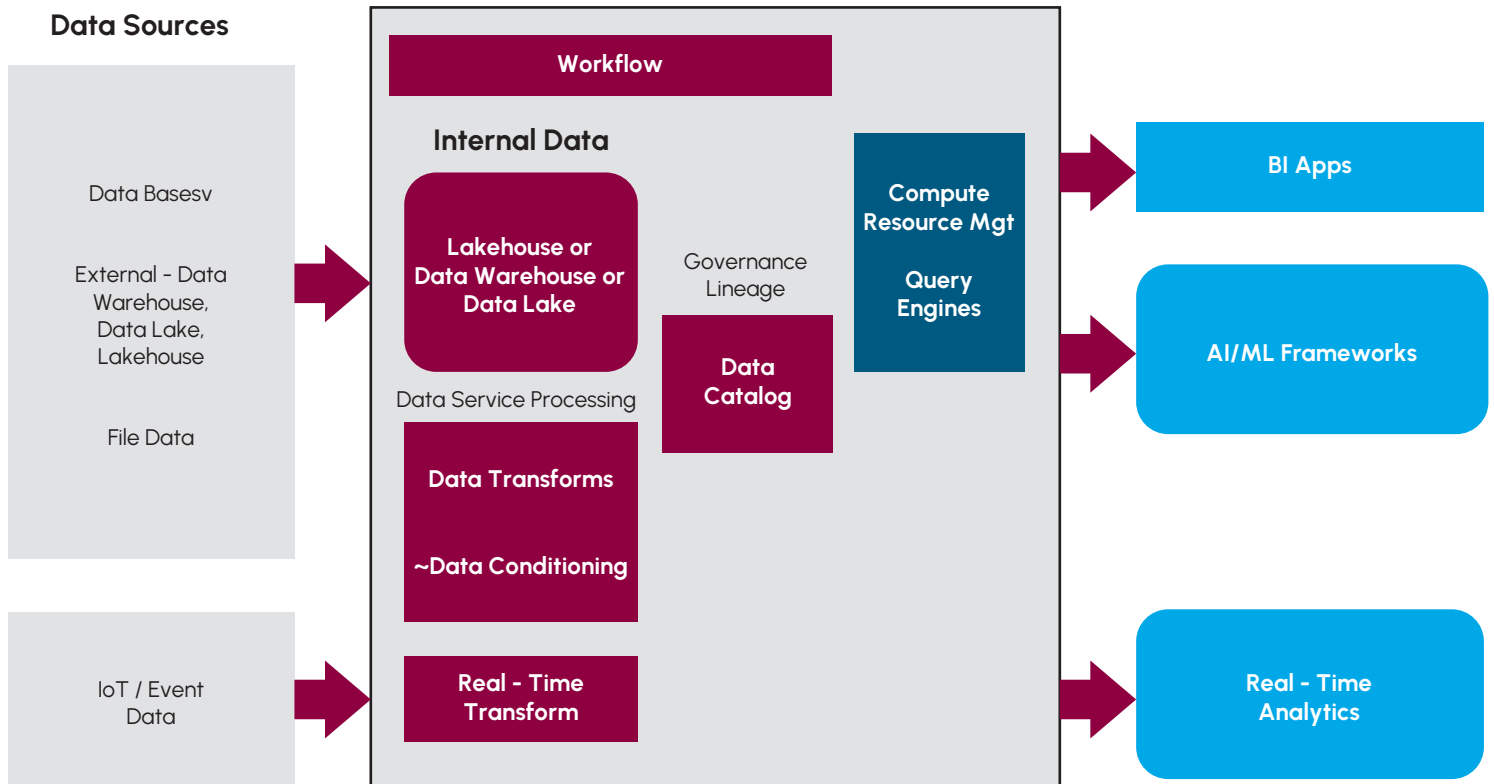 Data Sources
Data Basesv
External - Data
Warehouse,
Data Lake,
Lakehouse
File Data
IoT / Event
Data
Workflow
Internal Data
Lakehouse or
Data Warehouse or
Data Lake
Data Service Processing
Data Transforms
~Data Conditioning
Real - Time
Transform
Governance
Lineage
Data
Catalog
Compute
Resource Mgt
Query
Engines
BI Apps
AI/ML Frameworks
Real - Time
Analytics